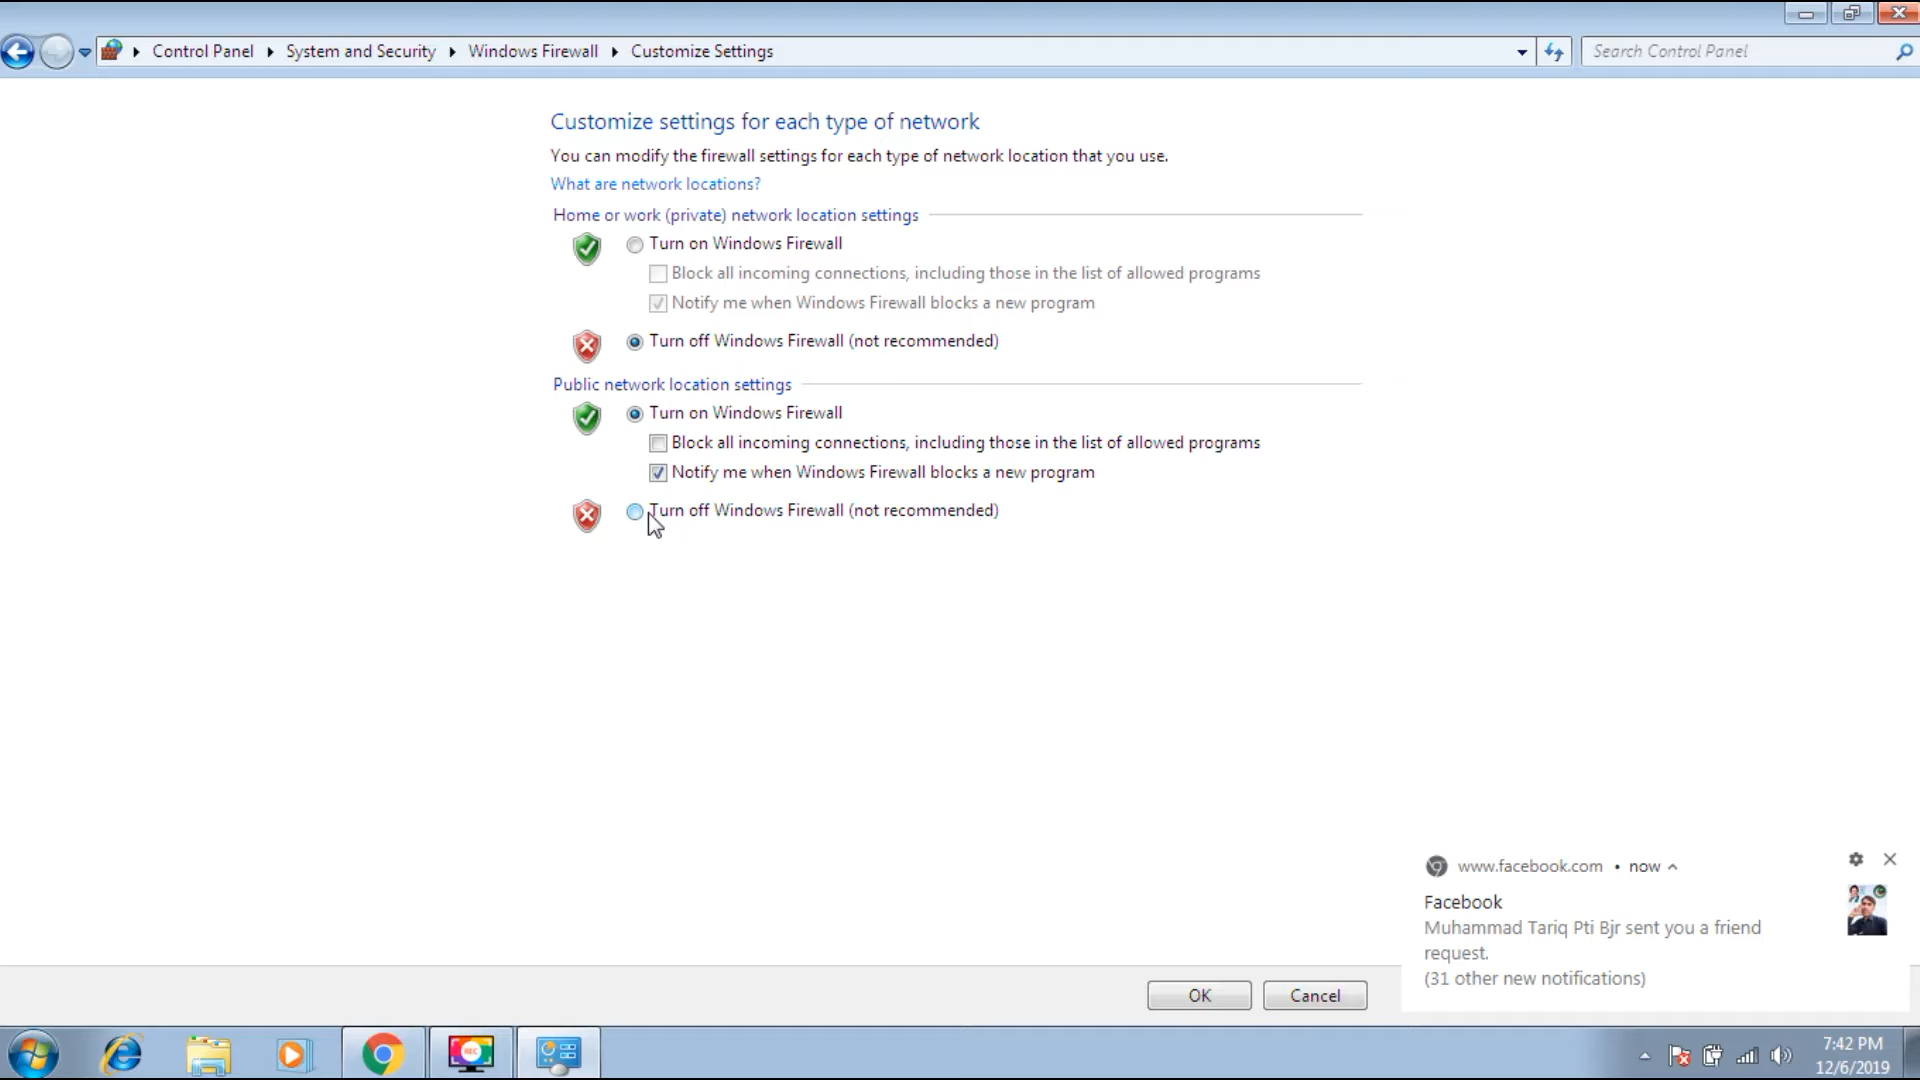 Control Panel
System and Security
Windows Firewall
Customize Settings
Search Control Panel
Customize settings for each type of network
You can modify the firewall settings for each type of network location that you use.
What are network locations?
Home or work (private) network location settings
Turn on Windows Firewall
Block all incoming connections, including those in the list of allowed programs
Notify me when Windows Firewall blocks a new program
Turn off Windows Firewall (not recommended)
Public network location settings
Turn on Windows Firewall
Block all incoming connections, including those in the list of allowed programs
Notify me when Windows Firewall blocks a new program
Turn off Windows Firewall (not recommended)
www.facebook.com • now
Facebook
Muhammad Tariq Pti Bjr sent you a friend
request.
(31 other new notifications)
OK
Cancel
REC
7:42 PM
12/6/2019